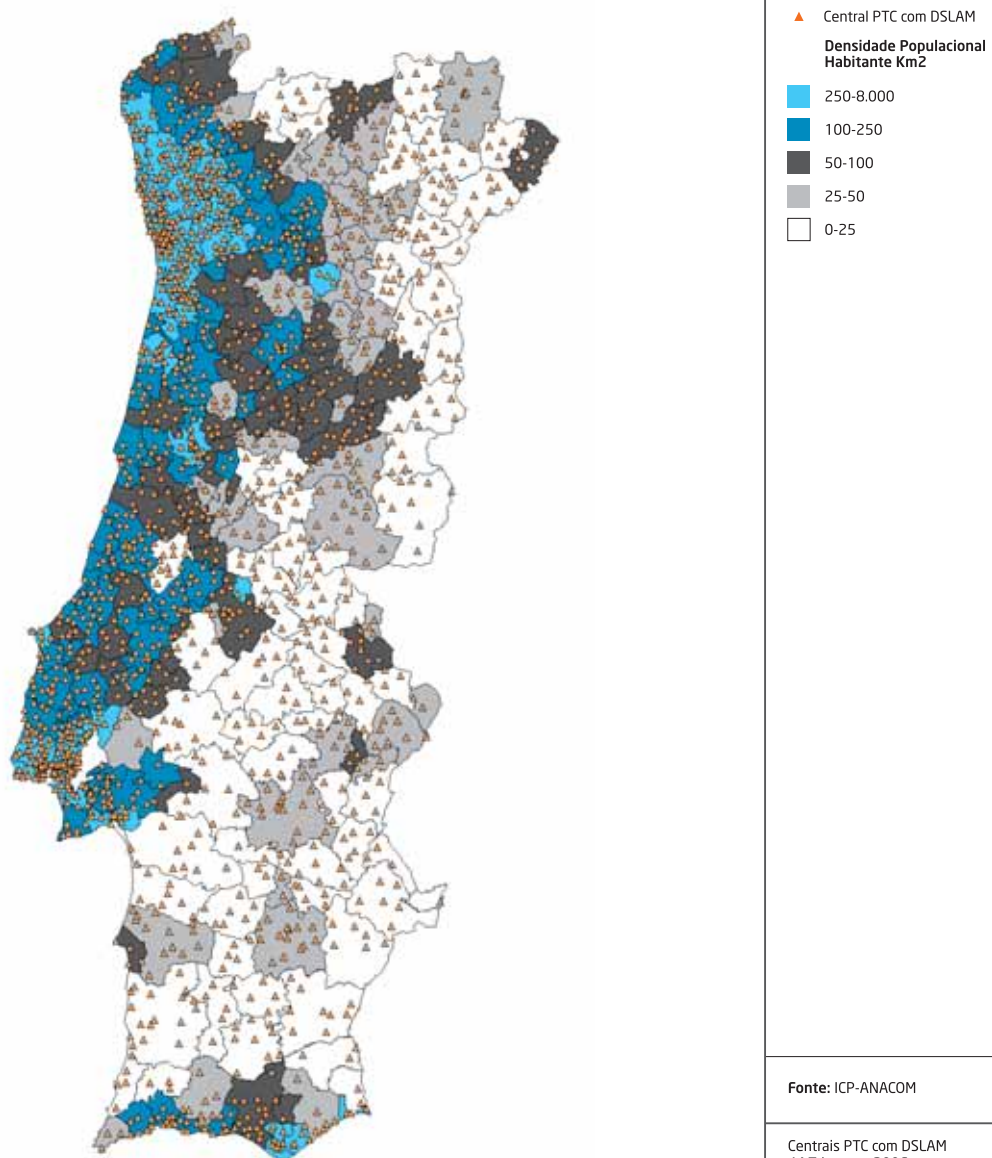 Central PTC com DSLAM
Densidade Populacional
Habitante Km2
250-8.000
100-250
50-100
25-50
0-25
Fonte: ICP-ANACOM
Centrais PTC com DSLAM